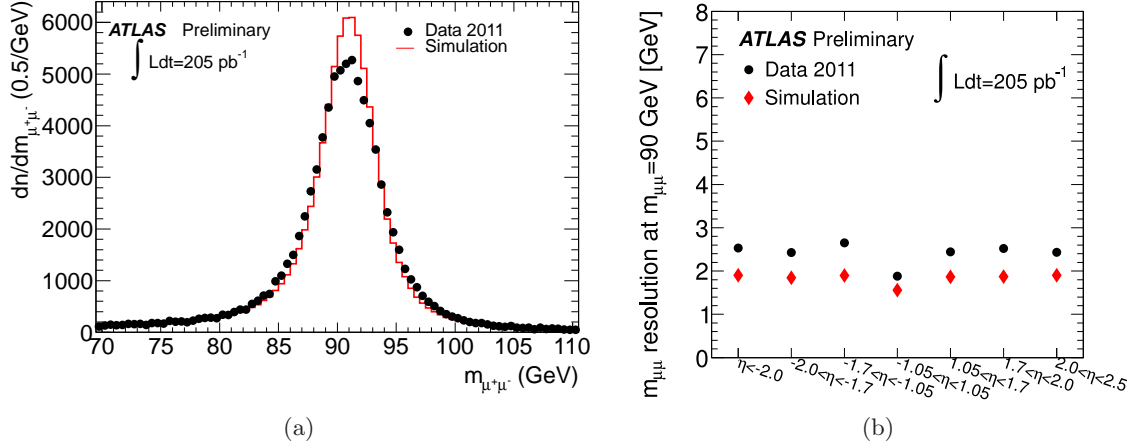 dn/dm_μ⁺μ⁻ (0.5/GeV)
6000
5000
4000
3000
2000
1000
0
ATLAS Preliminary
∫ Ldt=205 pb⁻¹
Data 2011
Simulation
70 75 80 85 90 95 100 105 110
m_μ⁺μ⁻ (GeV)
(a)
m_μμ resolution at m_μμ=90 GeV [GeV]
8
7
6
5
4
3
2
1
0
ATLAS Preliminary
Data 2011
Simulation
∫ Ldt=205 pb⁻¹
η<-2.0
-2.0<η<-1.7
-1.7<η<-1.05
-1.05<η<1.05
1.05<η<1.7
1.7<η<2.0
2.0<η<2.5
(b)